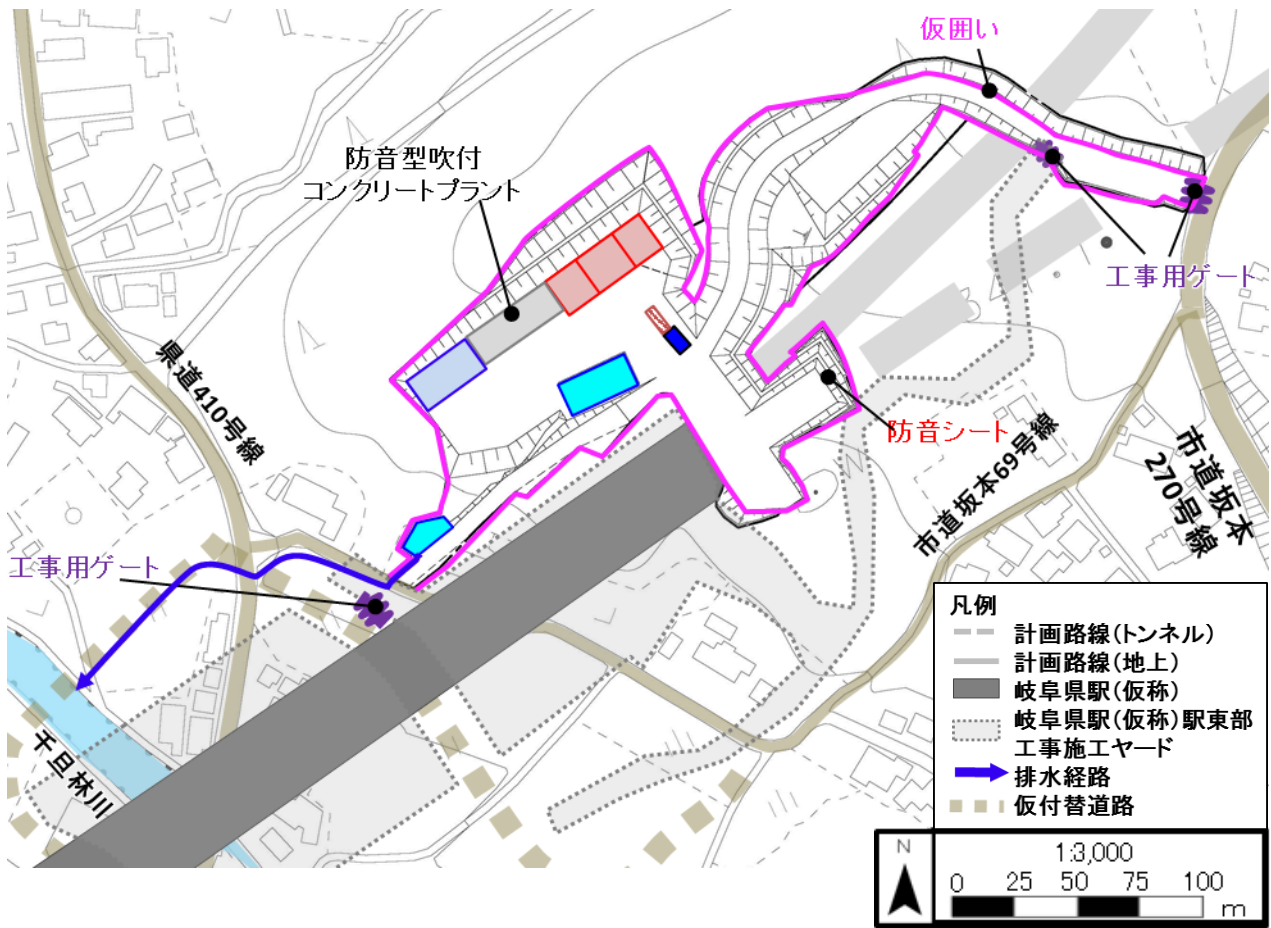 仮囲い
防音型吹付
コンクリートプラント
工事用ゲート
県道410号線
防音シート
市道坂本69号線
市道坂本
270号線
工事用ゲート
千旦林川
凡例
計画路線(トンネル)
計画路線(地上)
岐阜県駅(仮称)
岐阜県駅(仮称)駅東部
工事施工ヤード
排水経路
仮付替道路
N
1:3,000
0 25 50 75 100
m